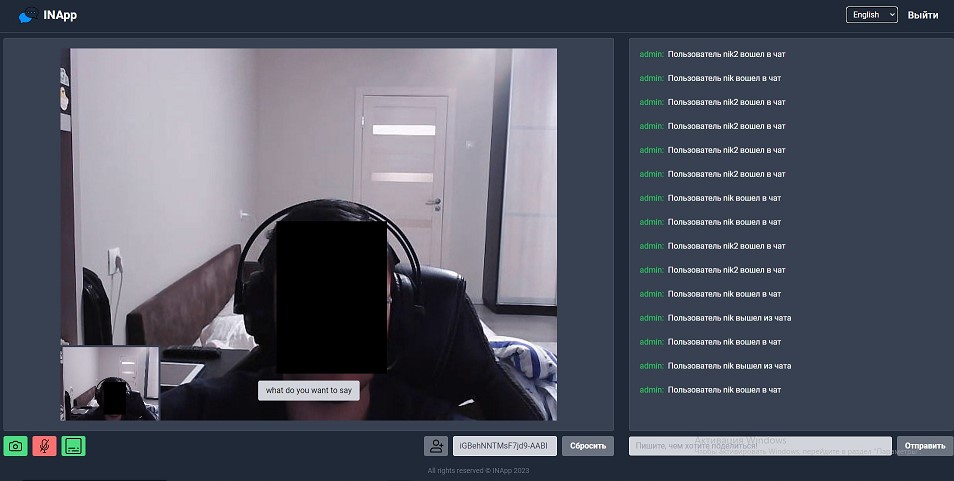 INApp
English
Выйти
admin: Пользователь nik2 вошел в чат
admin: Пользователь nik вошел в чат
admin: Пользователь nik2 вошел в чат
admin: Пользователь nik2 вошел в чат
admin: Пользователь nik2 вошел в чат
admin: Пользователь nik2 вошел в чат
admin: Пользователь nik вошел в чат
admin: Пользователь nik вошел в чат
admin: Пользователь nik2 вошел в чат
admin: Пользователь nik2 вошел в чат
admin: Пользователь nik вошел в чат
admin: Пользователь nik вышел из чата
admin: Пользователь nik вошел в чат
admin: Пользователь nik вышел из чата
admin: Пользователь nik вошел в чат
what do you want to say
Сбросить
Пишите, чем хотите поделиться!
Отправить
Активация Windows
Чтобы активировать Windows, перейдите в раздел "Параметры".
All rights reserved © INApp 2023